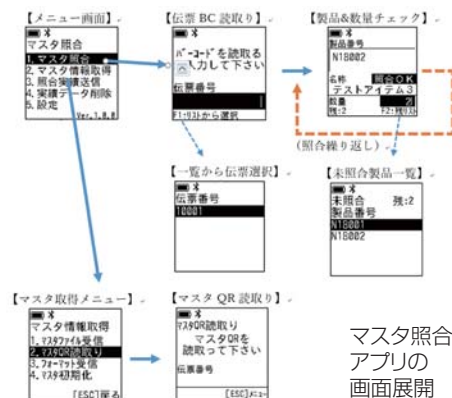 【メニュー画面】
マスタ照合
1. マスタ照合
2. マスタ情報取得
3. 照合実績送信
4. 実績データ削除
5. 設定
Ver.1.0.0
【伝票 BC 読取り】
バーコードを読取る
入力して下さい
伝票番号
F1:リストから選択
【製品&数量チェック】
製品番号
N18002
名称 照合OK
テストアイテム3
数量 2
残:2 F2:残リスト
(照合繰り返し)
【一覧から伝票選択】
伝票番号
10001
【未照合製品一覧】
未照合 残:2
製品番号
N18001
N18002
【マスタ取得メニュー】
マスタ情報取得
1. マスタファイル受信
2. マスタQR読取り
3. フォーマット受信
4. マスタ初期化
[ESC]戻る
【マスタ QR 読取り】
マスタQR読取り
マスタQRを
読取って下さい
伝票番号
[ESC]メニュー
マスタ照合
アプリの
画面展開